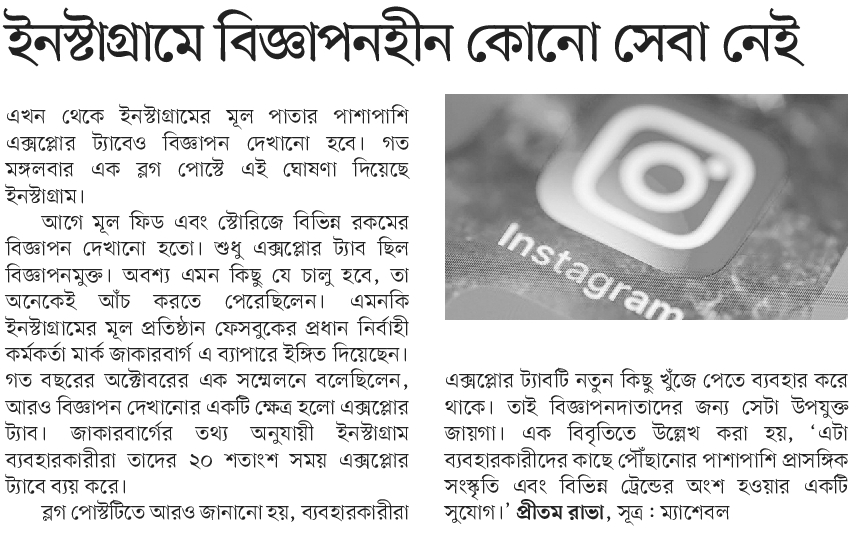 ইনস্টাগ্রামে বিজ্ঞাপনহীন কোনো সেবা নেই
এখন থেকে ইনস্টাগ্রামের মূল পাতার পাশাপাশি
এক্সপ্লোর ট্যাবেও বিজ্ঞাপন দেখানো হবে। গত
মঙ্গলবার এক ব্লগ পোস্টে এই ঘোষণা দিয়েছে
ইনস্টাগ্রাম।
আগে মূল ফিড এবং স্টোরিজে বিভিন্ন রকমের
বিজ্ঞাপন দেখানো হতো। শুধু এক্সপ্লোর ট্যাব ছিল
বিজ্ঞাপনমুক্ত। অবশ্য এমন কিছু যে চালু হবে, তা
অনেকেই আঁচ করতে পেরেছিলেন। এমনকি
ইনস্টাগ্রামের মূল প্রতিষ্ঠান ফেসবুকের প্রধান নির্বাহী
কর্মকর্তা মার্ক জাকারবার্গ এ ব্যাপারে ইঙ্গিত দিয়েছেন।
গত বছরের অক্টোবরের এক সম্মেলনে বলেছিলেন,
আরও বিজ্ঞাপন দেখানোর একটি ক্ষেত্র হলো এক্সপ্লোর
ট্যাব। জাকারবার্গের তথ্য অনুযায়ী ইনস্টাগ্রাম
ব্যবহারকারীরা তাদের ২০ শতাংশ সময় এক্সপ্লোর
ট্যাবে ব্যয় করে।
ব্লগ পোস্টটিতে আরও জানানো হয়, ব্যবহারকারীরা
Instagram
এক্সপ্লোর ট্যাবটি নতুন কিছু খুঁজে পেতে ব্যবহার করে
থাকে। তাই বিজ্ঞাপনদাতাদের জন্য সেটা উপযুক্ত
জায়গা। এক বিবৃতিতে উল্লেখ করা হয়, ‘এটা
ব্যবহারকারীদের কাছে পৌঁছানোর পাশাপাশি প্রাসঙ্গিক
সংস্কৃতি এবং বিভিন্ন ট্রেন্ডের অংশ হওয়ার একটি
সুযোগ।’ প্রীতম রাভা, সূত্র : ম্যাশেবল